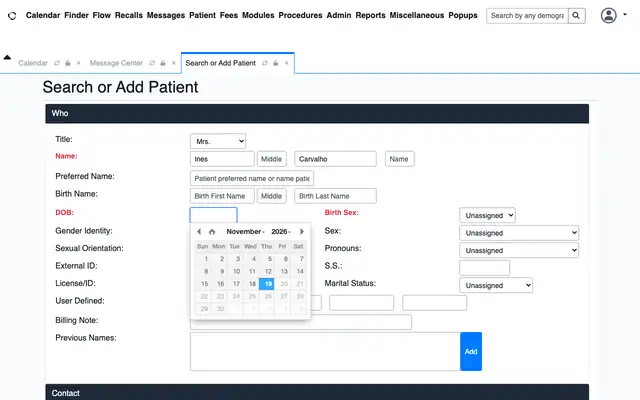 Calendar Finder Flow Recalls Messages Patient Fees Modules Procedures Admin Reports Miscellaneous Popups Search by any demogra
Calendar Message Center Search or Add Patient
Search or Add Patient
Who
Title: Mrs.
Name: Ines Middle Carvalho Name
Preferred Name: Patient preferred name or name patie
Birth Name: Birth First Name Middle Birth Last Name
DOB: Birth Sex: Unassigned
Gender Identity: November 2026 Sex: Unassigned
Sexual Orientation: Sun Mon Tue Wed Thu Fri Sat Pronouns: Unassigned
1 2 3 4 5 6 7
External ID: 8 9 10 11 12 13 14 S.S.:
License/ID: 15 16 17 18 19 20 21 Marital Status: Unassigned
User Defined: 22 23 24 25 26 27 28
29 30
Billing Note:
Previous Names: Add
Contact